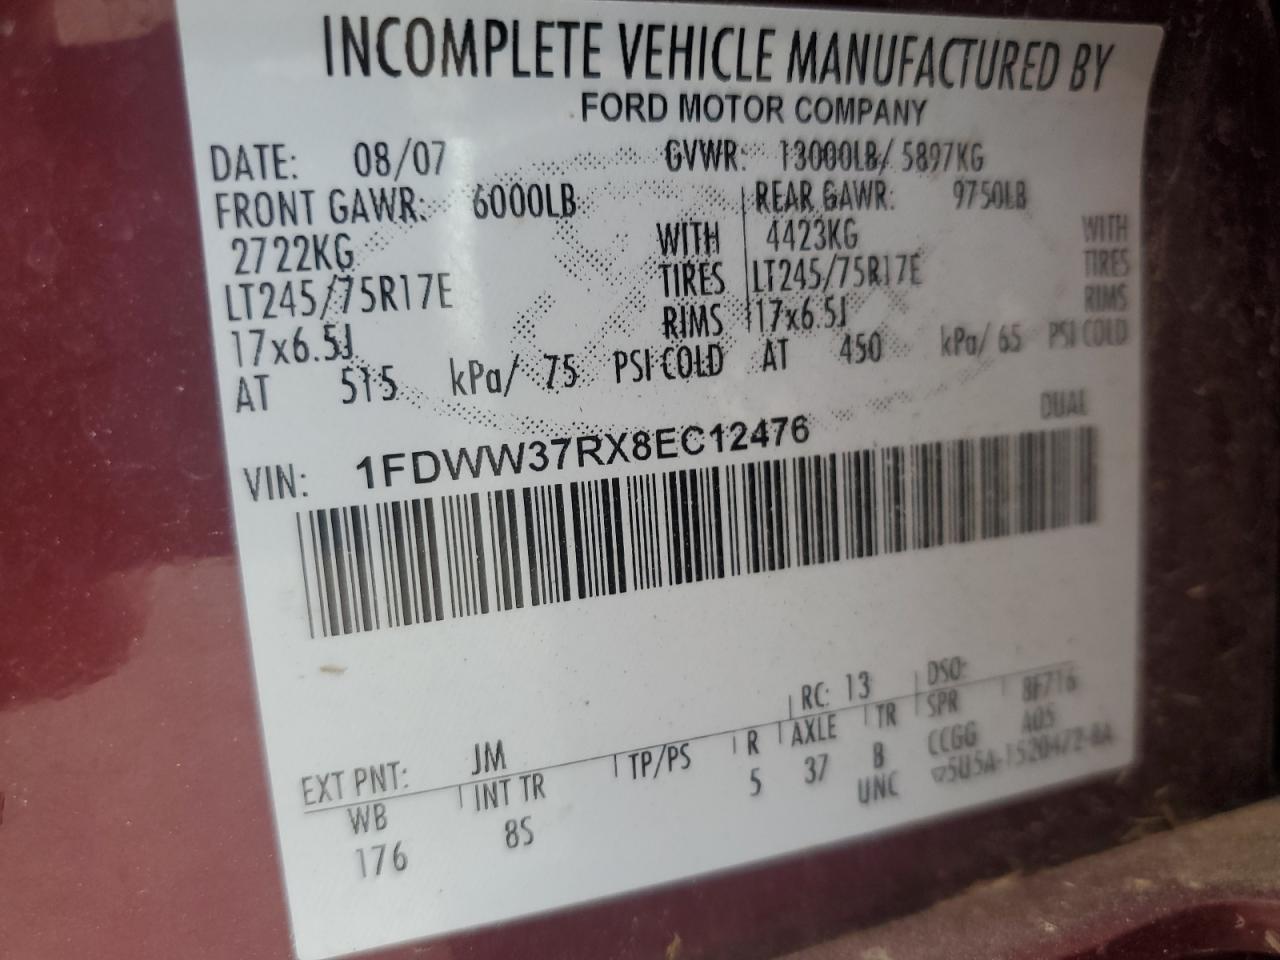 INCOMPLETE VEHICLE MANUFACTURED BY
FORD MOTOR COMPANY
DATE: 08/07 GVWR: 13000LB/ 5897KG
FRONT GAWR: 6000LB REAR GAWR: 9750LB
2722KG WITH 4423KG WITH
LT245/75R17E TIRES LT245/75R17E TIRES
17x6.5J RIMS 17x6.5J RIMS
AT 515 kPa/ 75 PSI COLD AT 450 kPa/ 65 PSI COLD
DUAL
VIN: 1FDWW37RX8EC12476
EXT PNT: JM RC: 13 DSO:
WB INT TR TP/PS R AXLE TR SPR 8F716
176 8S 5 37 8 CCGG A05
UNC